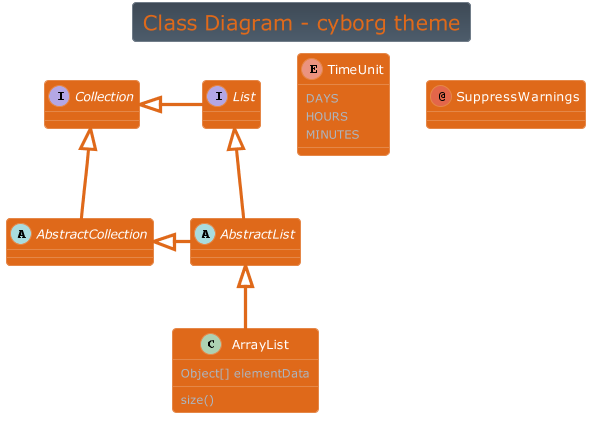 Class Diagram - cyborg theme
E TimeUnit
DAYS
HOURS
MINUTES
I Collection
I List
@ SuppressWarnings
A AbstractCollection
A AbstractList
C ArrayList
Object[] elementData
size()